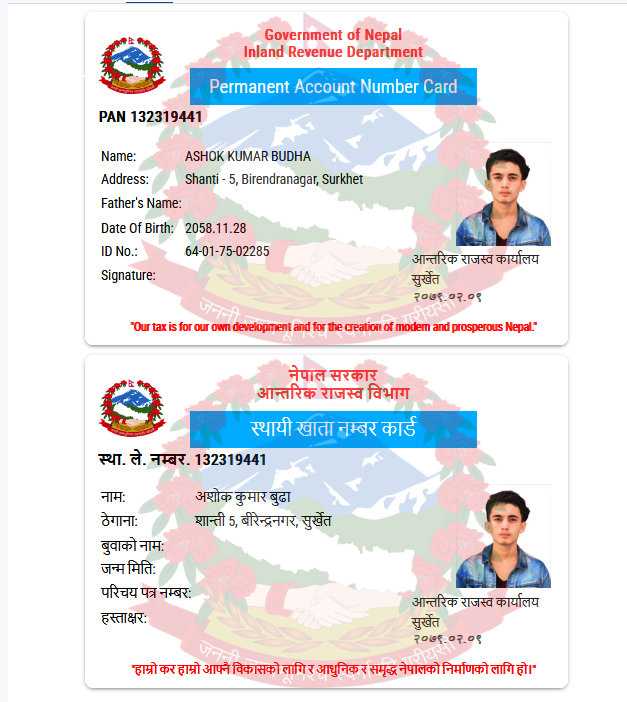 Government of Nepal
Inland Revenue Department
Permanent Account Number Card
PAN 132319441
Name: ASHOK KUMAR BUDHA
Address: Shanti - 5, Birendranagar, Surkhet
Father's Name:
Date Of Birth: 2058.11.28
ID No.: 64-01-75-02285
Signature:
आन्तरिक राजस्व कार्यालय
सुर्खेत
२०७९.०२.०९
"Our tax is for our own development and for the creation of modern and prosperous Nepal."
नेपाल सरकार
आन्तरिक राजस्व विभाग
स्थायी खाता नम्बर कार्ड
स्था. ले. नम्बर. 132319441
नाम: अशोक कुमार बुढा
ठेगाना: शान्ती 5, बीरेन्द्रनगर, सुर्खेत
बुवाको नाम:
जन्म मिति:
परिचय पत्र नम्बर:
हस्ताक्षर:
आन्तरिक राजस्व कार्यालय
सुर्खेत
२०७९.०२.०९
"हाम्रो कर हाम्रो आफ्नै विकासको लागि र आधुनिक र समृद्ध नेपालको निर्माणको लागि हो।"